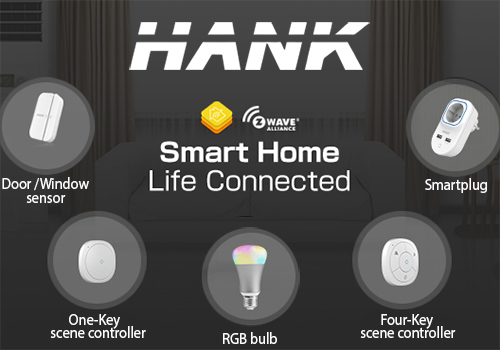 HANK
Z WAVE
ALLIANCE
Smart Home
Life Connected
Door /Window
sensor
Smartplug
One-Key
scene controller
RGB bulb
Four-Key
scene controller